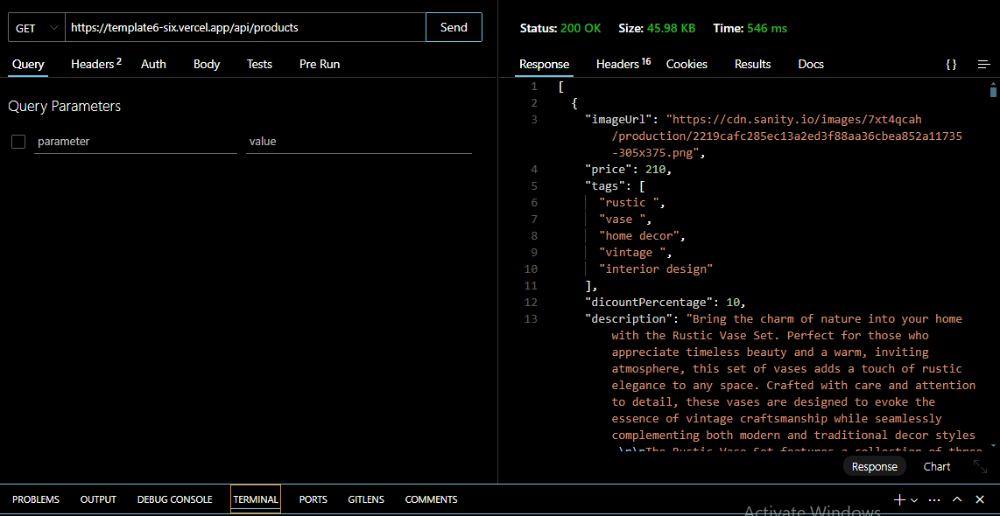 GET https://template6-six.vercel.app/api/products Send
Query Headers 2 Auth Body Tests Pre Run
Query Parameters
parameter value
Status: 200 OK Size: 45.98 KB Time: 546 ms
Response Headers 16 Cookies Results Docs {}
1 [
2 {
3 "imageUrl": "https://cdn.sanity.io/images/7xt4qcah
/production/2219cafc285ec13a2ed3f88aa36cbea852a11735
-305x375.png",
4 "price": 210,
5 "tags": [
6 "rustic ",
7 "vase ",
8 "home decor",
9 "vintage ",
10 "interior design"
11 ],
12 "dicountPercentage": 10,
13 "description": "Bring the charm of nature into your home
with the Rustic Vase Set. Perfect for those who
appreciate timeless beauty and a warm, inviting
atmosphere, this set of vases adds a touch of rustic
elegance to any space. Crafted with care and attention
to detail, these vases are designed to evoke the
essence of vintage craftsmanship while seamlessly
complementing both modern and traditional decor styles
.\n\nThe Rustic Vase Set features a collection of three
Response Chart
PROBLEMS OUTPUT DEBUG CONSOLE TERMINAL PORTS GITLENS COMMENTS
Activate Windows